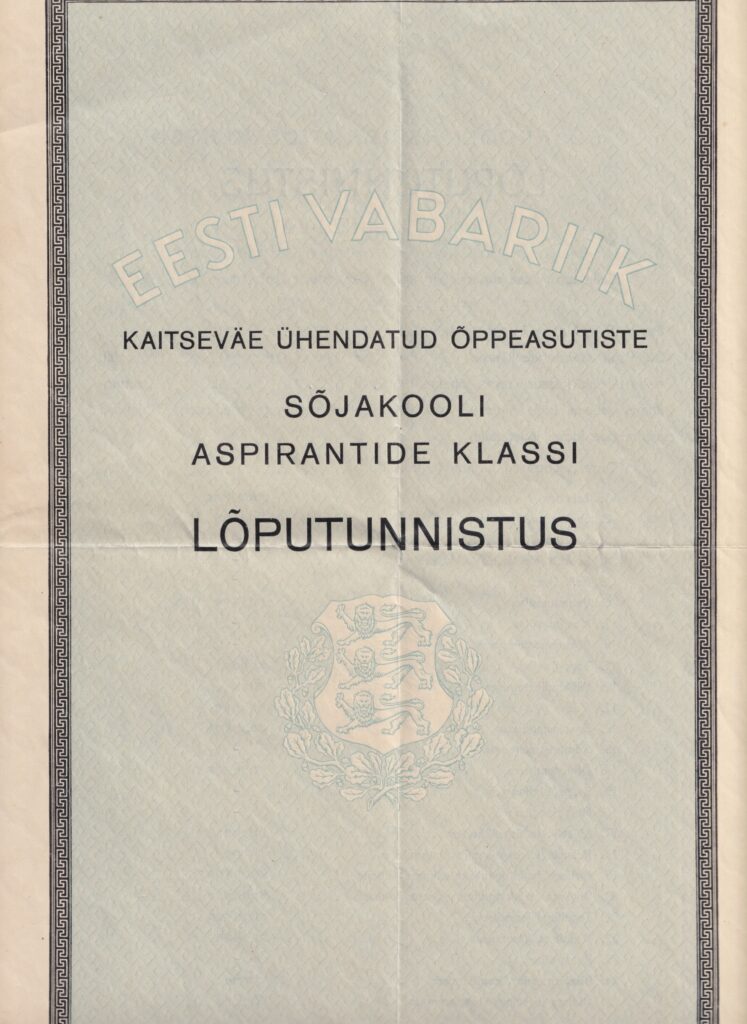 EESTI VABARIIK
KAITSEVÄE ÜHENDATUD ÕPPEASUTISTE
SÕJAKOOLI
ASPIRANTIDE KLASSI
LÕPUTUNNISTUS